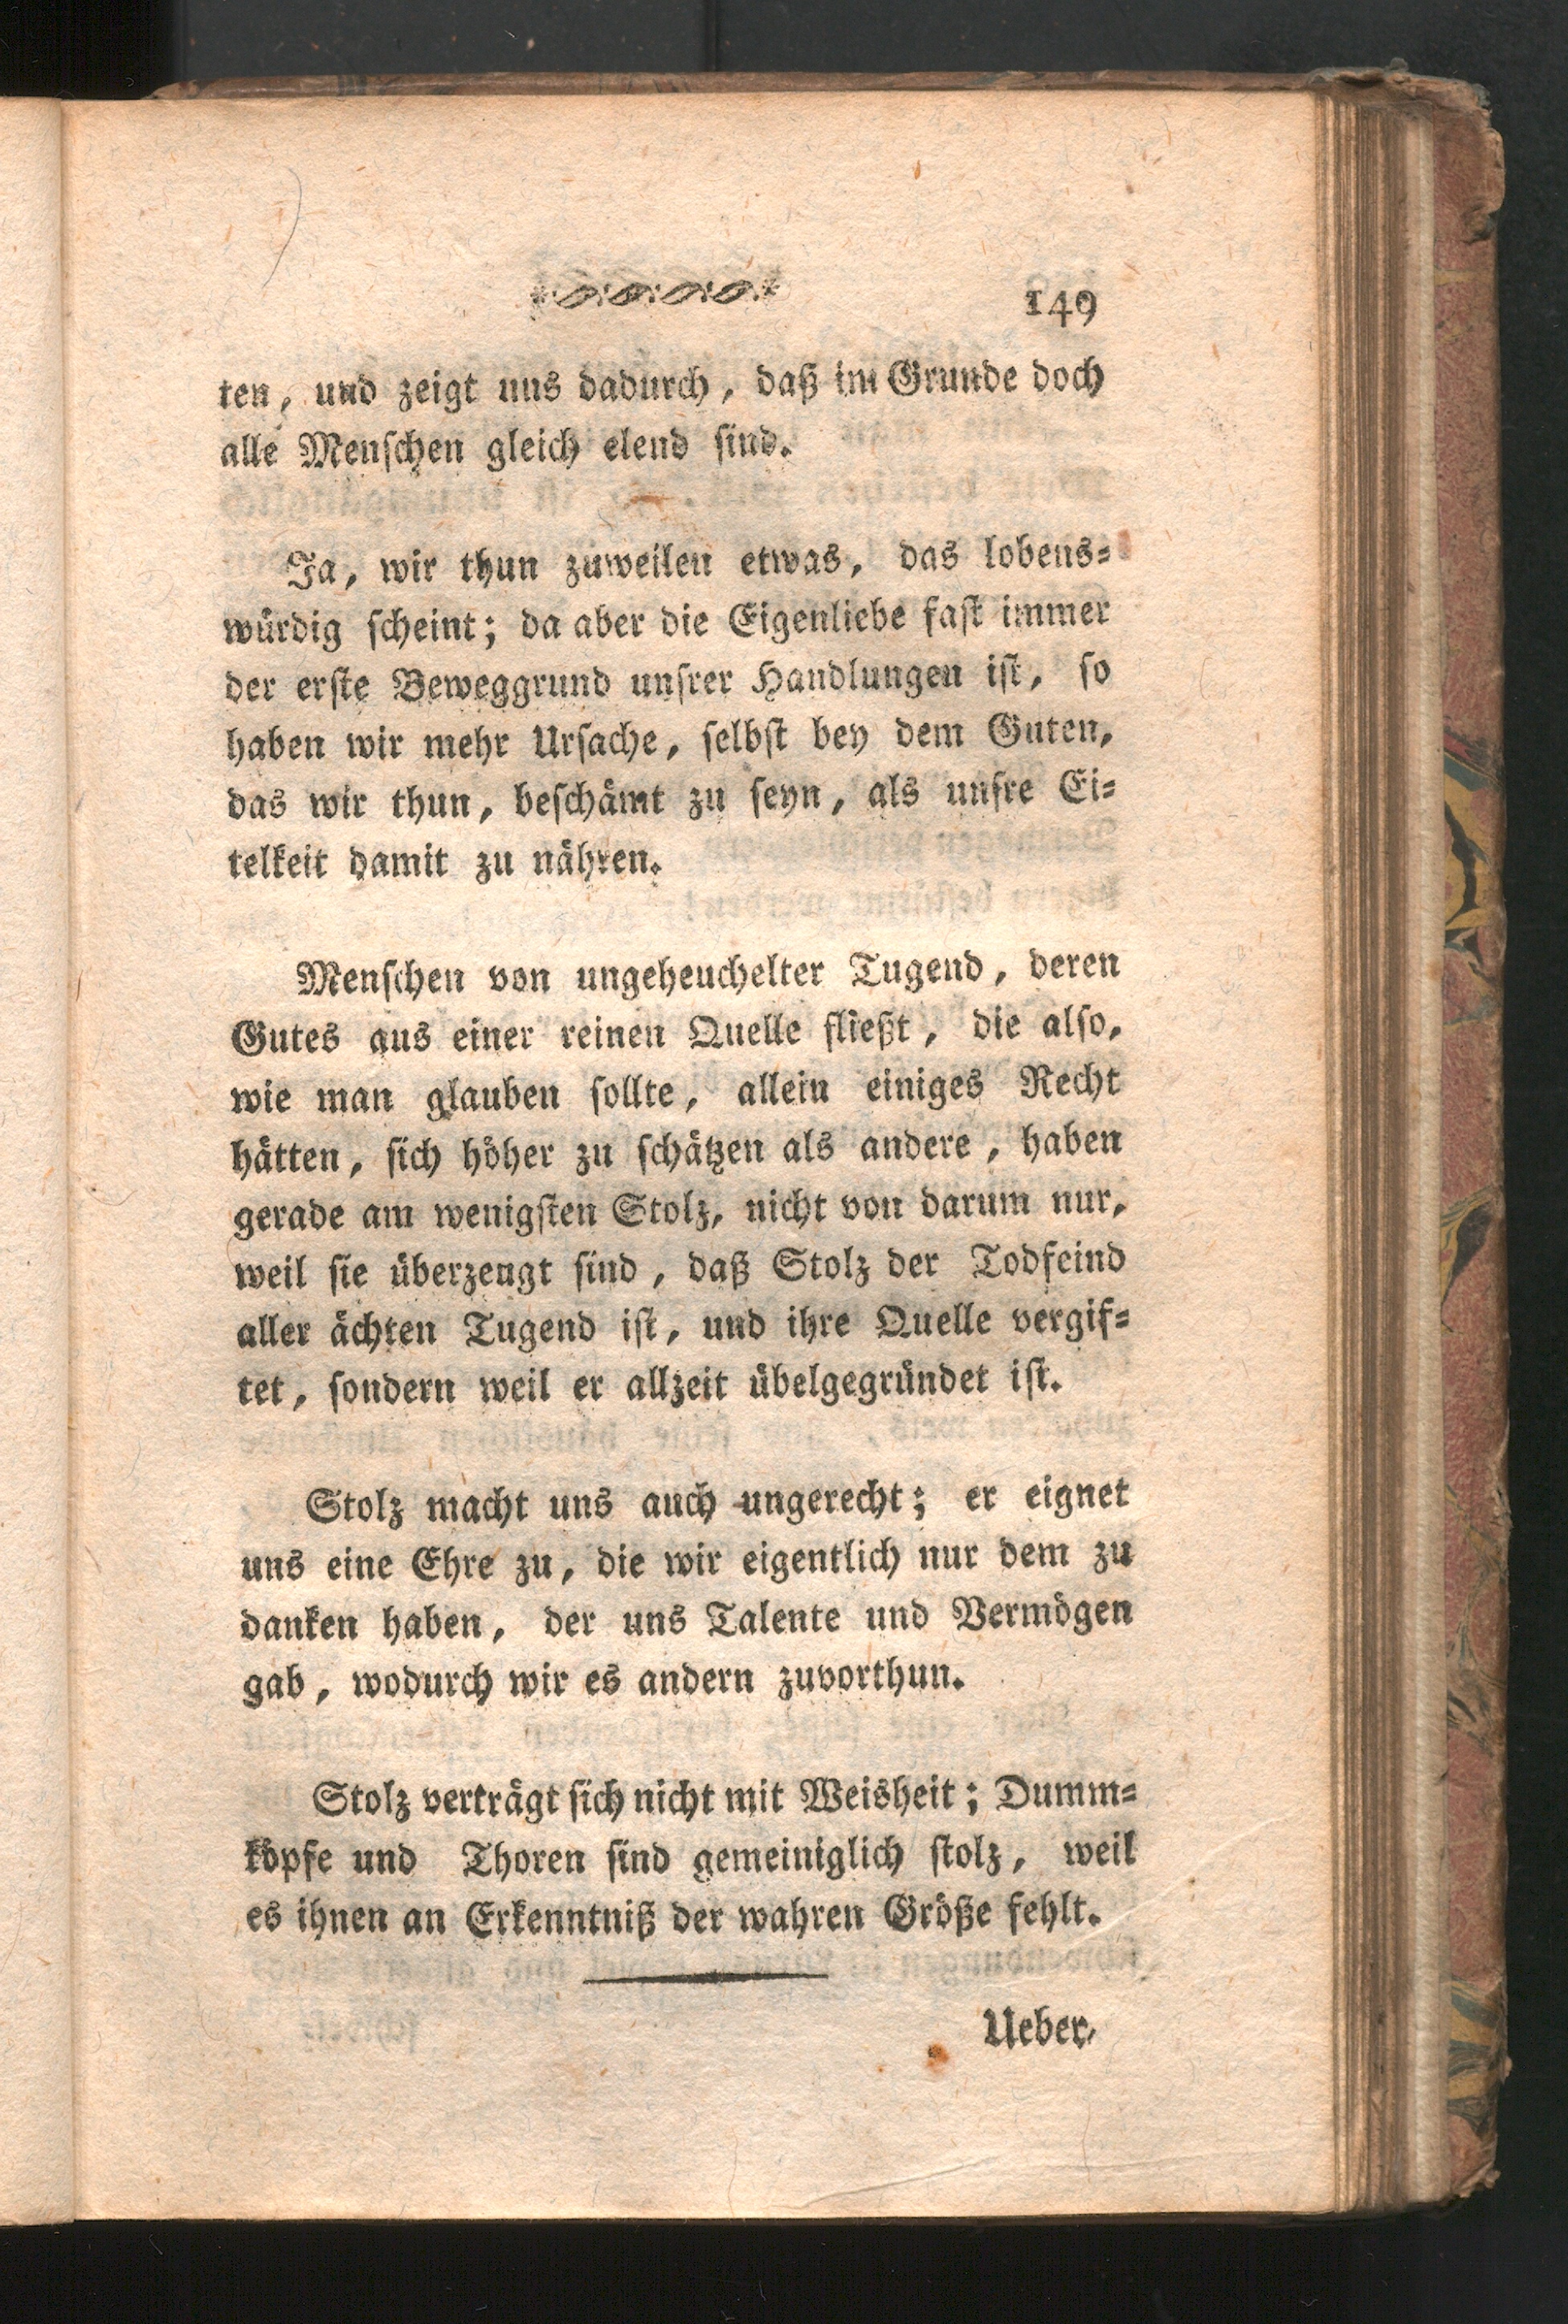 149
ten, und zeigt uns dadurch, daß im Grunde doch
alle Menschen gleich elend sind.
Ja, wir thun zuweilen etwas, das lobens=
würdig scheint; da aber die Eigenliebe fast immer
der erste Beweggrund unsrer Handlungen ist, so
haben wir mehr Ursache, selbst bey dem Guten,
das wir thun, beschämt zu seyn, als unsre Ei=
telkeit damit zu nähren.
Menschen von ungeheuchelter Tugend, deren
Gutes aus einer reinen Quelle fließt, die also,
wie man glauben sollte, allein einiges Recht
hätten, sich höher zu schätzen als andere, haben
gerade am wenigsten Stolz, nicht von darum nur,
weil sie überzeugt sind, daß Stolz der Todfeind
aller ächten Tugend ist, und ihre Quelle vergif=
tet, sondern weil er allzeit übelgegründet ist.
Stolz macht uns auch ungerecht; er eignet
uns eine Ehre zu, die wir eigentlich nur dem zu
danken haben, der uns Talente und Vermögen
gab, wodurch wir es andern zuvorthun.
Stolz verträgt sich nicht mit Weisheit; Dumm=
köpfe und Thoren sind gemeiniglich stolz, weil
es ihnen an Erkenntniß der wahren Größe fehlt.
Ueber=